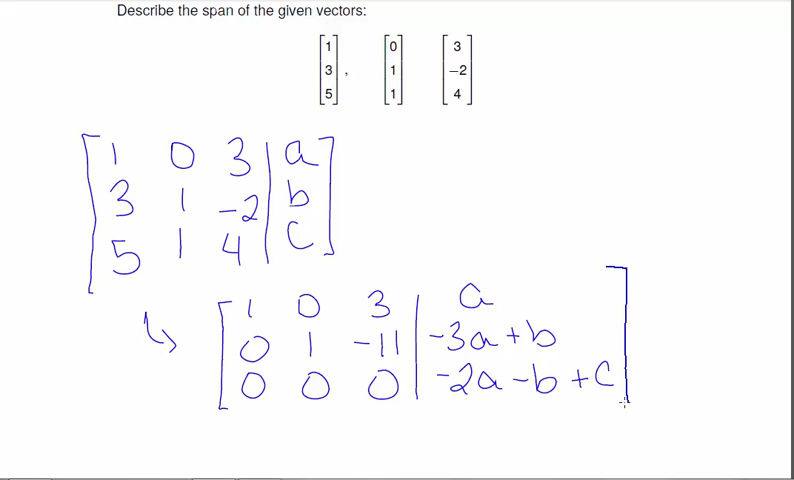 Describe the span of the given vectors:
1 0 3
3 , 1 −2
5 1 4
1 0 3 | a
3 1 -2 | b
5 1 4 | c
1 0 3 | a
0 1 -11 | -3a+b
0 0 0 | -2a-b+c